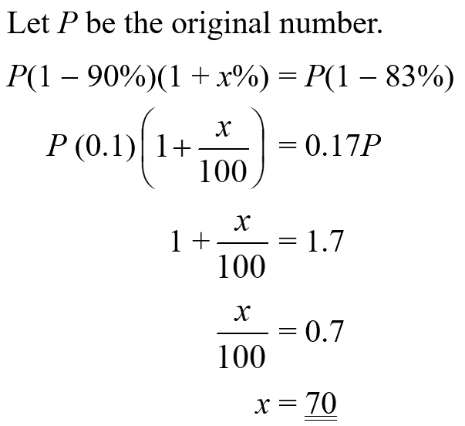 Let P be the original number.
P(1 – 90%)(1 + x%) = P(1 – 83%)
P (0.1)(1+ x/100) = 0.17P
1 + x/100 = 1.7
x/100 = 0.7
x = 70